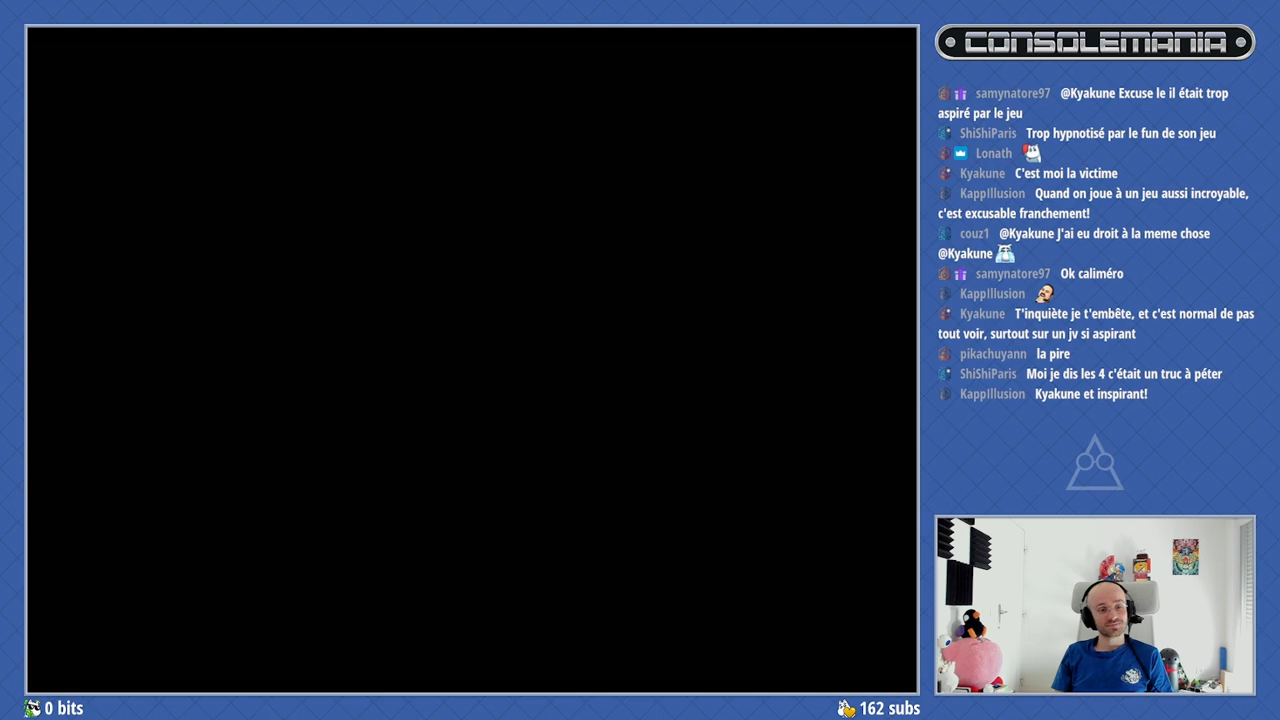 CONSOLEMANIA
samynatore97 @Kyakune Excuse le il était trop
aspiré par le jeu
ShiShiParis Trop hypnotisé par le fun de son jeu
Lonath
Kyakune C'est moi la victime
KappIllusion Quand on joue à un jeu aussi incroyable,
c'est excusable franchement!
couz1 @Kyakune J'ai eu droit à la meme chose
@Kyakune
samynatore97 Ok caliméro
KappIllusion
Kyakune T'inquiète je t'embête, et c'est normal de pas
tout voir, surtout sur un jv si aspirant
pikachuyann la pire
ShiShiParis Moi je dis les 4 c'était un truc à péter
KappIllusion Kyakune et inspirant!
0 bits
162 subs